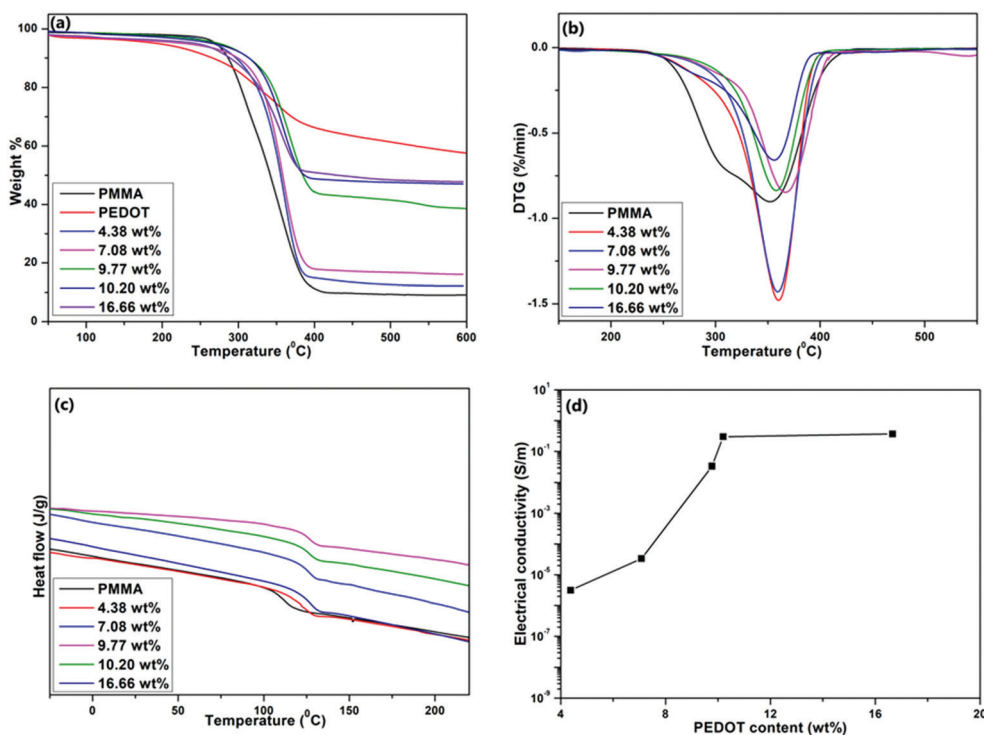 (a)
100
80
60
40
20
0
Weight %
PMMA
PEDOT
4.38 wt%
7.08 wt%
9.77 wt%
10.20 wt%
16.66 wt%
100
200
300
400
500
600
Temperature (⁰C)
(b)
0.0
-0.5
-1.0
-1.5
DTG (%/min)
PMMA
4.38 wt%
7.08 wt%
9.77 wt%
10.20 wt%
16.66 wt%
200
300
400
500
Temperature (⁰C)
(c)
Heat flow (J/g)
PMMA
4.38 wt%
7.08 wt%
9.77 wt%
10.20 wt%
16.66 wt%
0
50
100
150
200
Temperature (⁰C)
(d)
10¹
10⁻¹
10⁻³
10⁻⁵
10⁻⁷
10⁻⁹
Electrical conductivity (S/m)
4
8
12
16
20
PEDOT content (wt%)